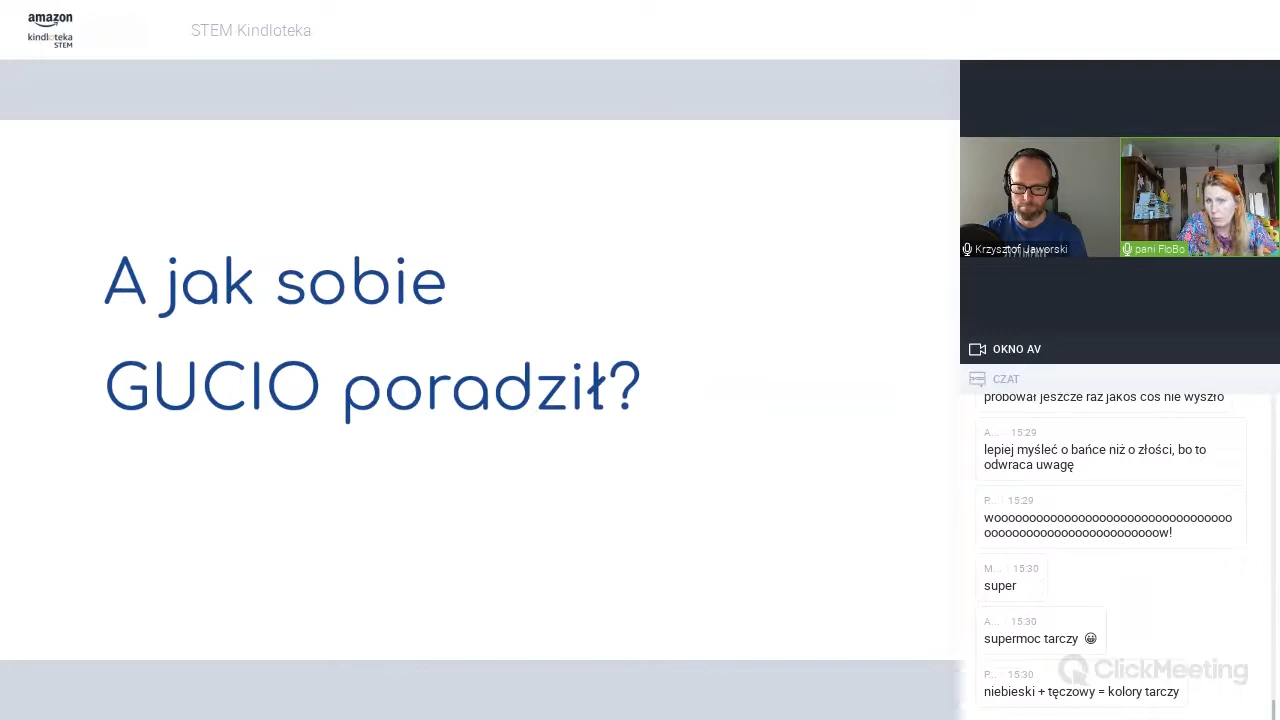 amazon
kindloteka
STEM
STEM Kindloteka
A jak sobie
GUCIO poradził?
Krzysztof Jaworski
pani FloBo
OKNO AV
CZAT
próbował jeszcze raz jakoś coś nie wyszło
A... 15:29
lepiej myśleć o bańce niż o złości, bo to
odwraca uwagę
P... 15:29
M... 15:30
super
A... 15:30
supermoc tarczy 😀
P... 15:30
niebieski + tęczowy = kolory tarczy
ClickMeeting